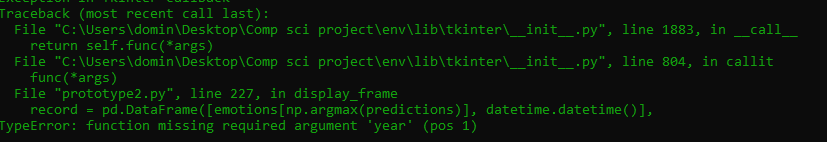 Exception in Tkinter callback
Traceback (most recent call last):
  File "C:\Users\domin\Desktop\Comp sci project\env\lib\tkinter\__init__.py", line 1883, in __call__
    return self.func(*args)
  File "C:\Users\domin\Desktop\Comp sci project\env\lib\tkinter\__init__.py", line 804, in callit
    func(*args)
  File "prototype2.py", line 227, in display_frame
    record = pd.DataFrame([emotions[np.argmax(predictions)], datetime.datetime()],
TypeError: function missing required argument 'year' (pos 1)